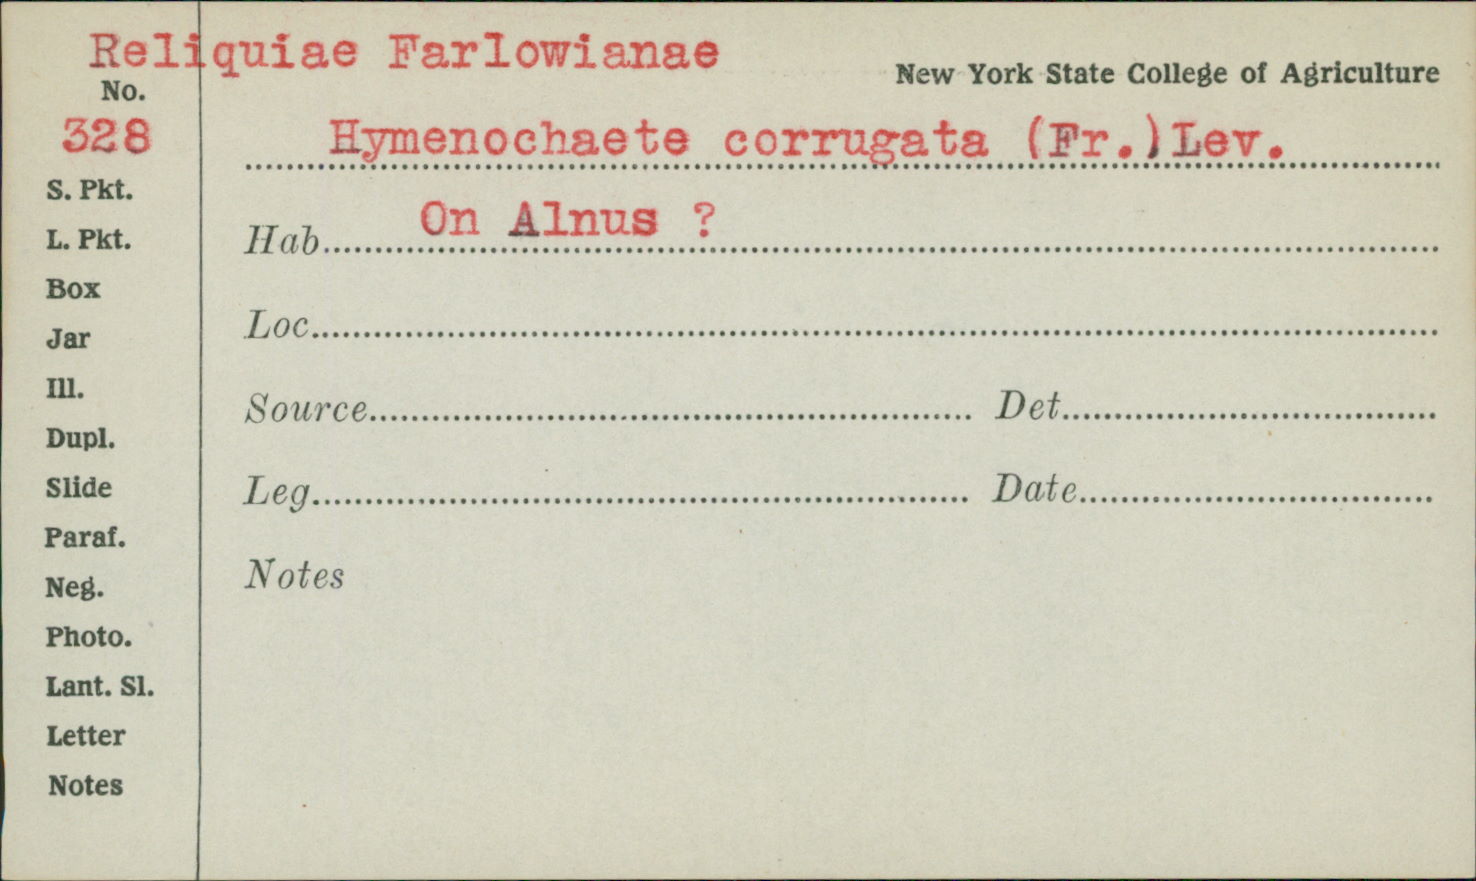 Reliquiae Farlowianae
New York State College of Agriculture
No.
328
Hymenochaete corrugata (Fr.)Lev.
S. Pkt.
L. Pkt.
Hab. On Alnus ?
Box
Loc.
Jar
Ill.
Source Det.
Dupl.
Slide
Leg. Date
Paraf.
Notes
Neg.
Photo.
Lant. Sl.
Letter
Notes